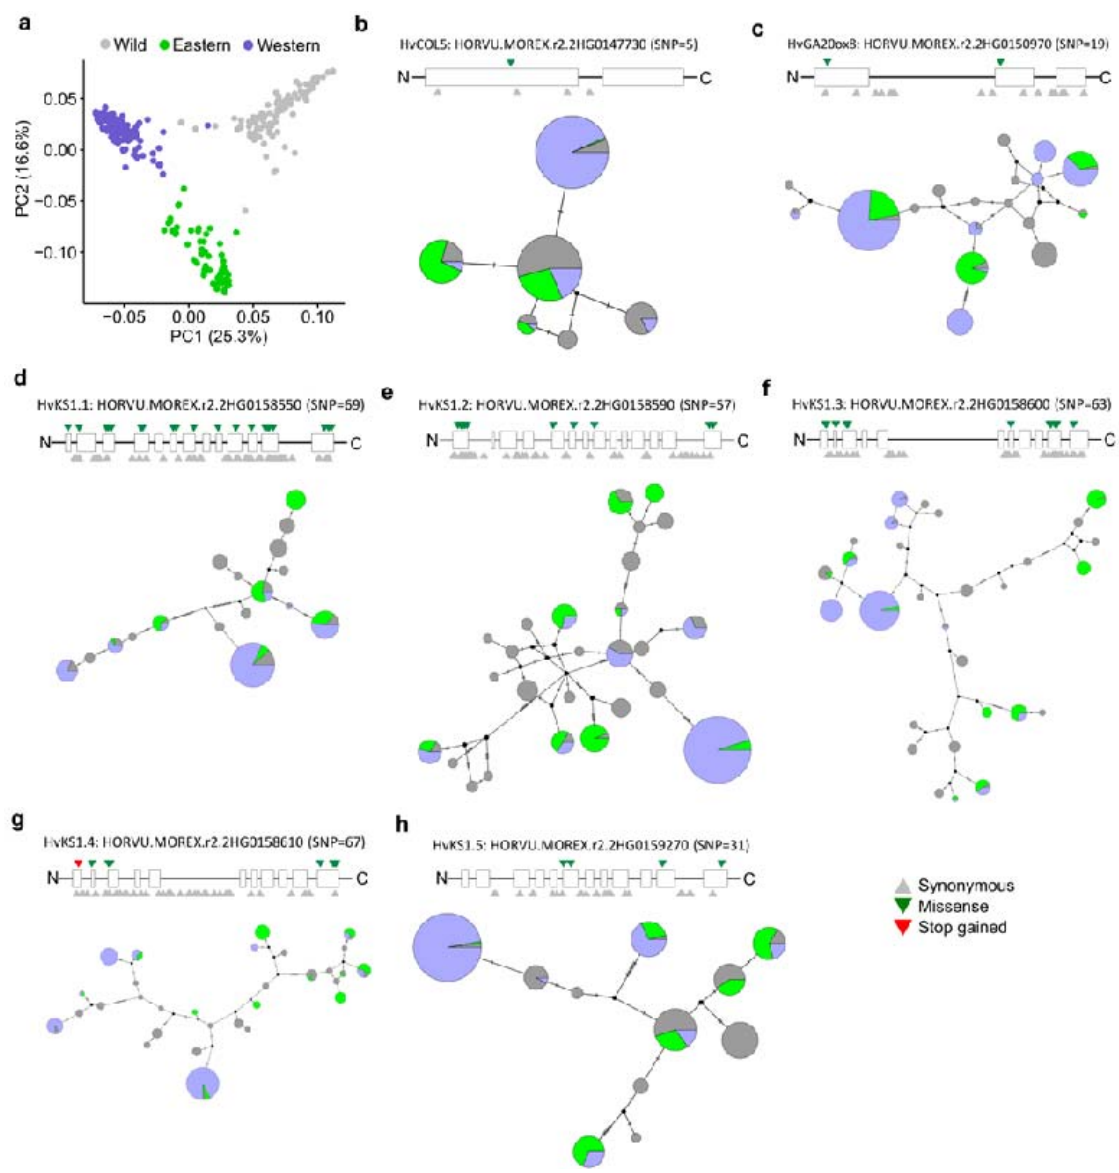 a
Wild Eastern Western
0.05
0.00
−0.05
−0.10
−0.05 0.00 0.05 0.10
PC1 (25.3%)
PC2 (16.6%)
b
HvCOL5: HORVU.MOREX.r2.2HG0147730 (SNP=5)
N C
c
HvGA20ox8: HORVU.MOREX.r2.2HG0150970 (SNP=19)
N C
d
HvKS1.1: HORVU.MOREX.r2.2HG0158550 (SNP=69)
N C
e
HvKS1.2: HORVU.MOREX.r2.2HG0158590 (SNP=57)
N C
f
HvKS1.3: HORVU.MOREX.r2.2HG0158600 (SNP=63)
N C
g
HvKS1.4: HORVU.MOREX.r2.2HG0158610 (SNP=67)
N C
h
HvKS1.5: HORVU.MOREX.r2.2HG0159270 (SNP=31)
N C
Synonymous
Missense
Stop gained